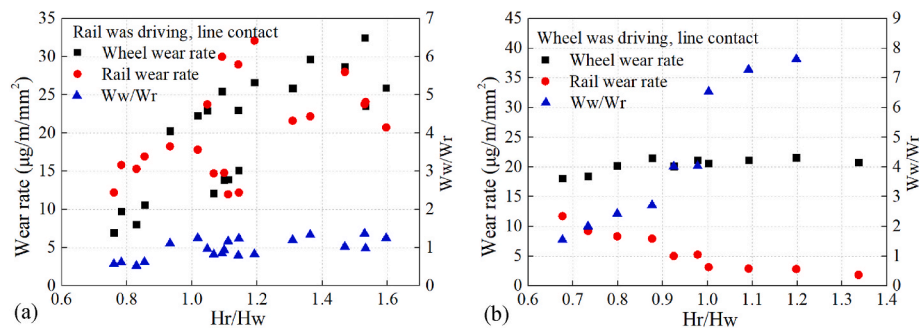 35
30
25
20
15
10
5
0
Wear rate (μg/m/mm²)
Rail was driving, line contact
Wheel wear rate
Rail wear rate
Ww/Wr
7
6
5
4
3
2
1
0
Ww/Wr
0.6 0.8 1.0 1.2 1.4 1.6
Hr/Hw
(a)
45
40
35
30
25
20
15
10
5
0
Wear rate (μg/m/mm²)
Wheel was driving, line contact
Wheel wear rate
Rail wear rate
Ww/Wr
9
8
7
6
5
4
3
2
1
0
Ww/Wr
0.6 0.7 0.8 0.9 1.0 1.1 1.2 1.3 1.4
Hr/Hw
(b)